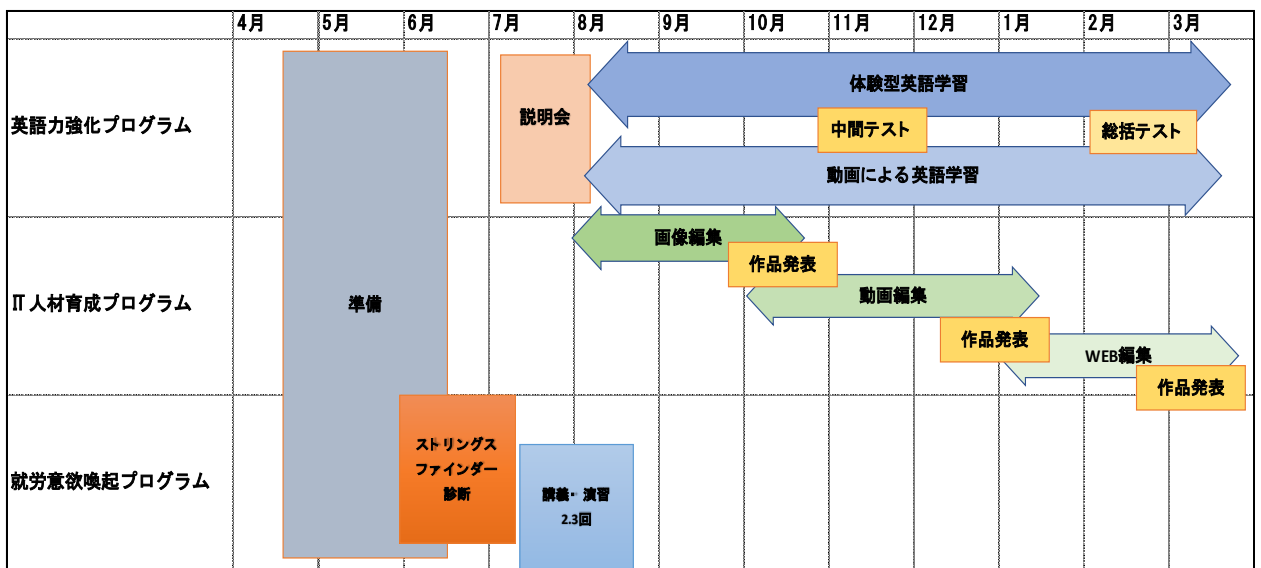 4月 5月 6月 7月 8月 9月 10月 11月 12月 1月 2月 3月
英語力強化プログラム
説明会
体験型英語学習
中間テスト
総括テスト
動画による英語学習
IT人材育成プログラム
準備
画像編集
作品発表
動画編集
作品発表
WEB編集
作品発表
就労意欲喚起プログラム
ストリングス
ファインダー
診断
講義・演習
2.3回